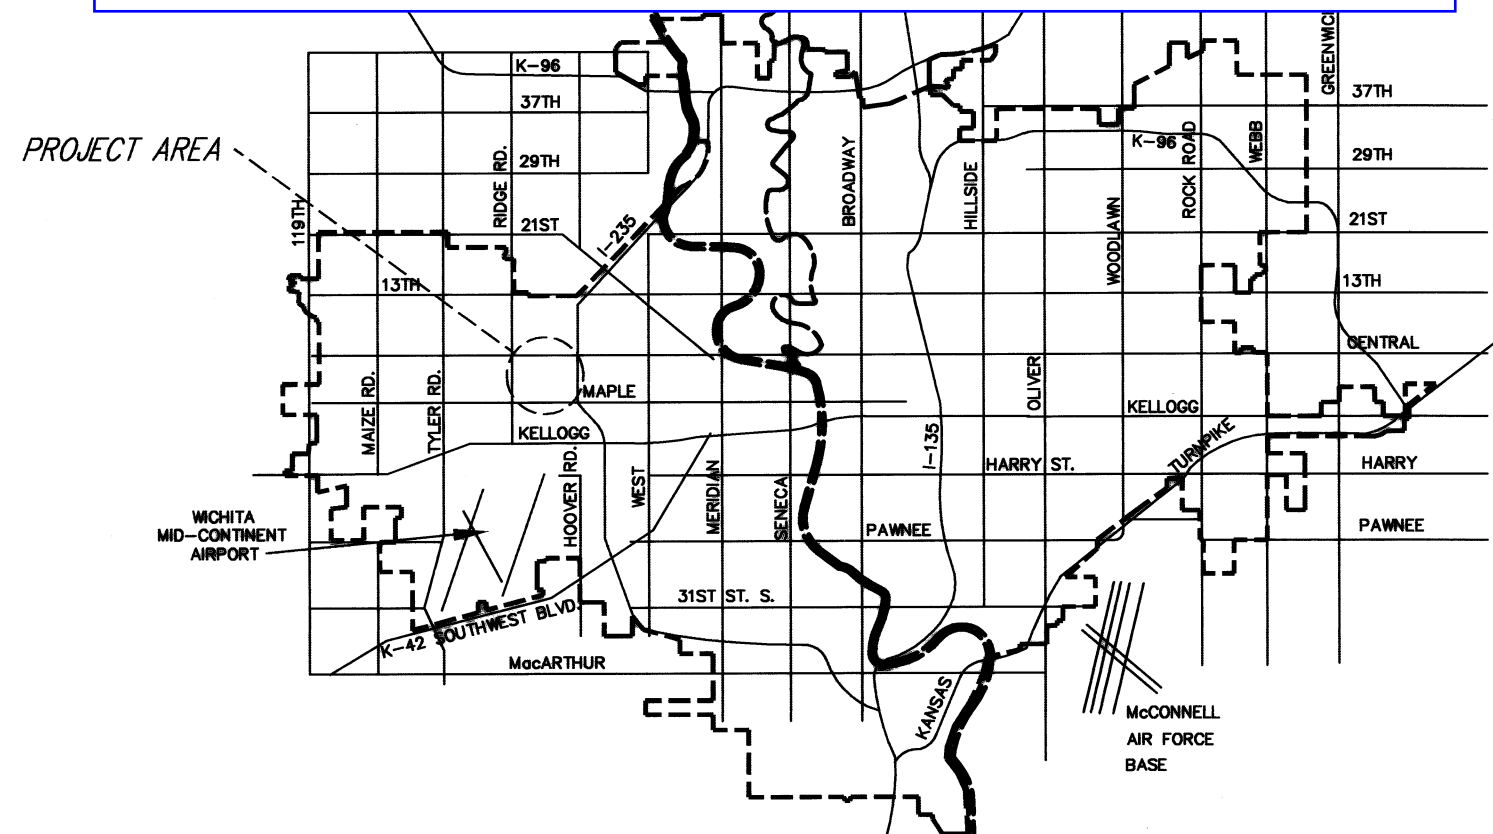 GREENWIC
K-96
37TH
37TH
PROJECT AREA
K-96
29TH
29TH
RIDGE RD.
BROADWAY
HILLSIDE
ROCK ROAD
WEBB
119TH
21ST
I-235
WOODLAWN
21ST
13TH
13TH
CENTRAL
MAIZE RD.
TYLER RD.
MAPLE
OLIVER
KELLOGG
KELLOGG
I-135
TURNPIKE
HOOVER RD.
WEST
MERIDIAN
SENECA
HARRY ST.
HARRY
WICHITA
MID-CONTINENT
AIRPORT
PAWNEE
PAWNEE
31ST ST. S.
K-42 SOUTHWEST BLVD.
MacARTHUR
KANSAS
McCONNELL
AIR FORCE
BASE